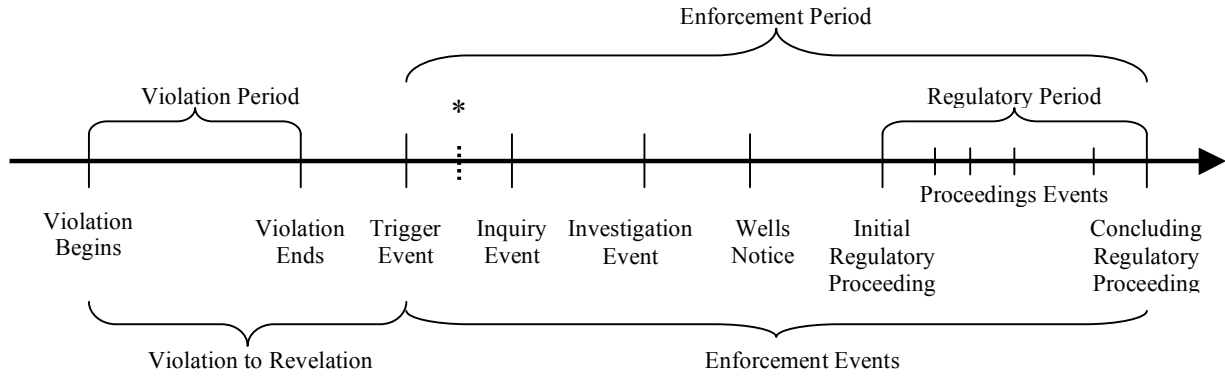 Enforcement Period
Violation Period
*
Regulatory Period
Proceedings Events
Violation
Begins
Violation
Ends
Trigger
Event
Inquiry
Event
Investigation
Event
Wells
Notice
Initial
Regulatory
Proceeding
Concluding
Regulatory
Proceeding
Violation to Revelation
Enforcement Events